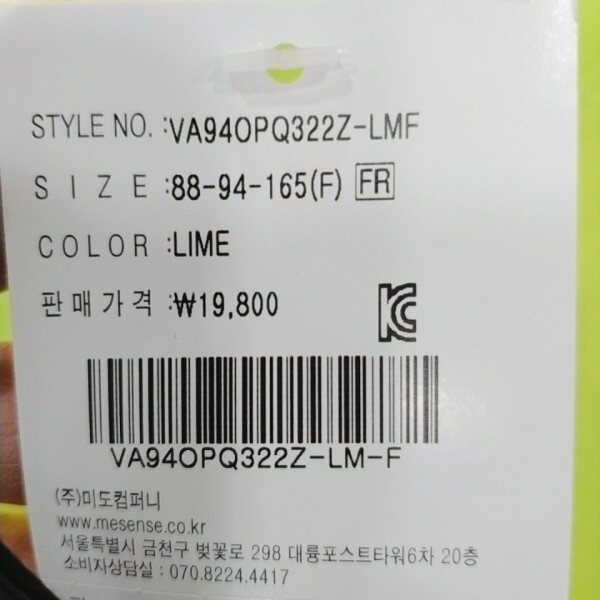 STYLE NO. :VA94OPQ322Z-LMF
SIZE :88-94-165(F) FR
COLOR :LIME
판매가격 :₩19,800
KC
VA94OPQ322Z-LM-F
(주)미도컴퍼니
www.mesense.co.kr
서울특별시 금천구 벚꽃로 298 대륭포스트타워6차 20층
소비자상담실 : 070.8224.4417